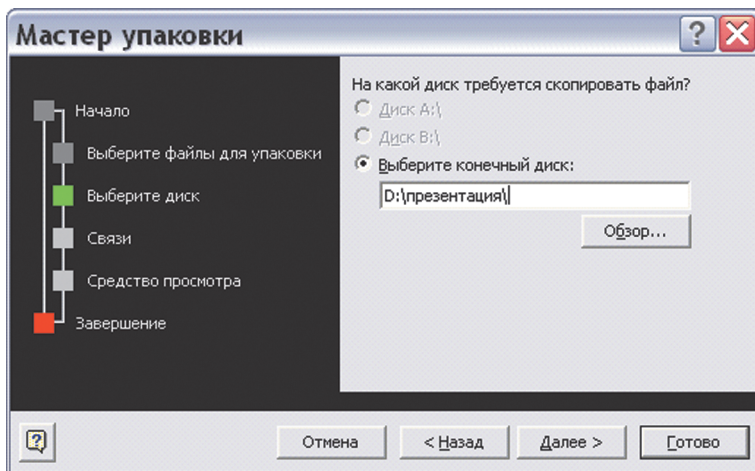 Мастер упаковки
Начало
Выберите файлы для упаковки
Выберите диск
Связи
Средство просмотра
Завершение
На какой диск требуется скопировать файл?
Диск A:\
Диск B:\
Выберите конечный диск:
D:\презентация\
Обзор...
Отмена
< Назад
Далее >
Готово